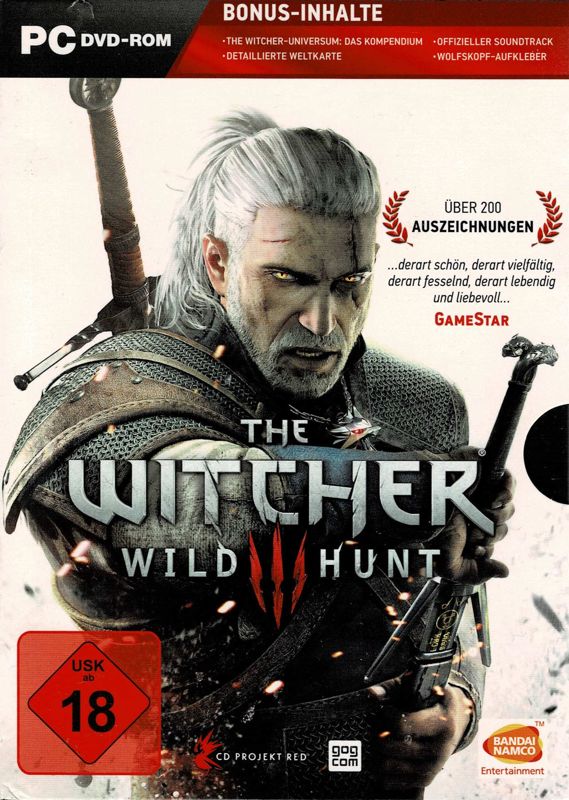 PC DVD-ROM
BONUS-INHALTE
· THE WITCHER-UNIVERSUM: DAS KOMPENDIUM
· OFFIZIELLER SOUNDTRACK
· DETAILLIERTE WELTKARTE
· WOLFSKOPF-AUFKLEBER
ÜBER 200
AUSZEICHNUNGEN
...derart schön, derart vielfältig,
derart fesselnd, derart lebendig
und liebevoll...
GAMESTAR
THE
WITCHER®
WILD III HUNT
USK
ab
18
CD PROJEKT RED®
gog
com
BANDAI
NAMCO
TM
Entertainment